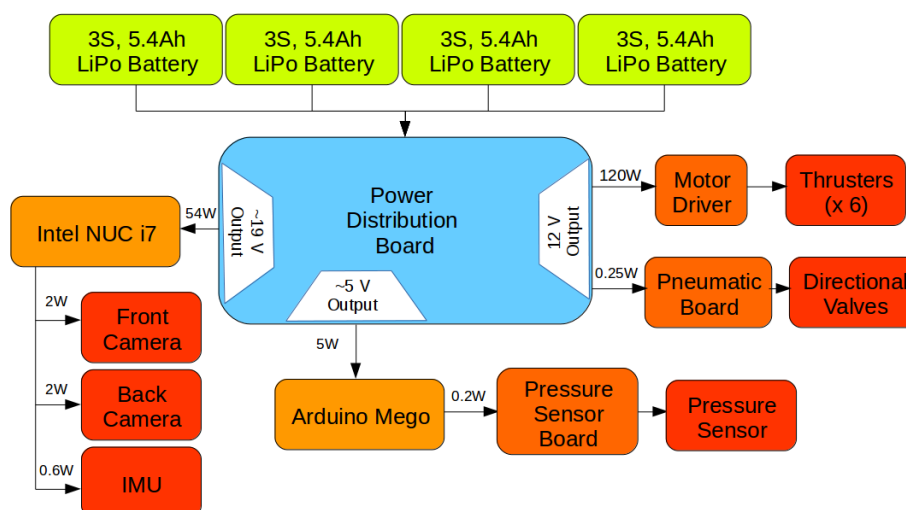 3S, 5.4Ah
LiPo Battery
3S, 5.4Ah
LiPo Battery
3S, 5.4Ah
LiPo Battery
3S, 5.4Ah
LiPo Battery
Power
Distribution
Board
~19 V
Output
12 V
Output
~5 V
Output
54W
Intel NUC i7
2W
Front
Camera
2W
Back
Camera
0.6W
IMU
120W
Motor
Driver
Thrusters
(x 6)
0.25W
Pneumatic
Board
Directional
Valves
5W
Arduino Mego
0.2W
Pressure
Sensor
Board
Pressure
Sensor